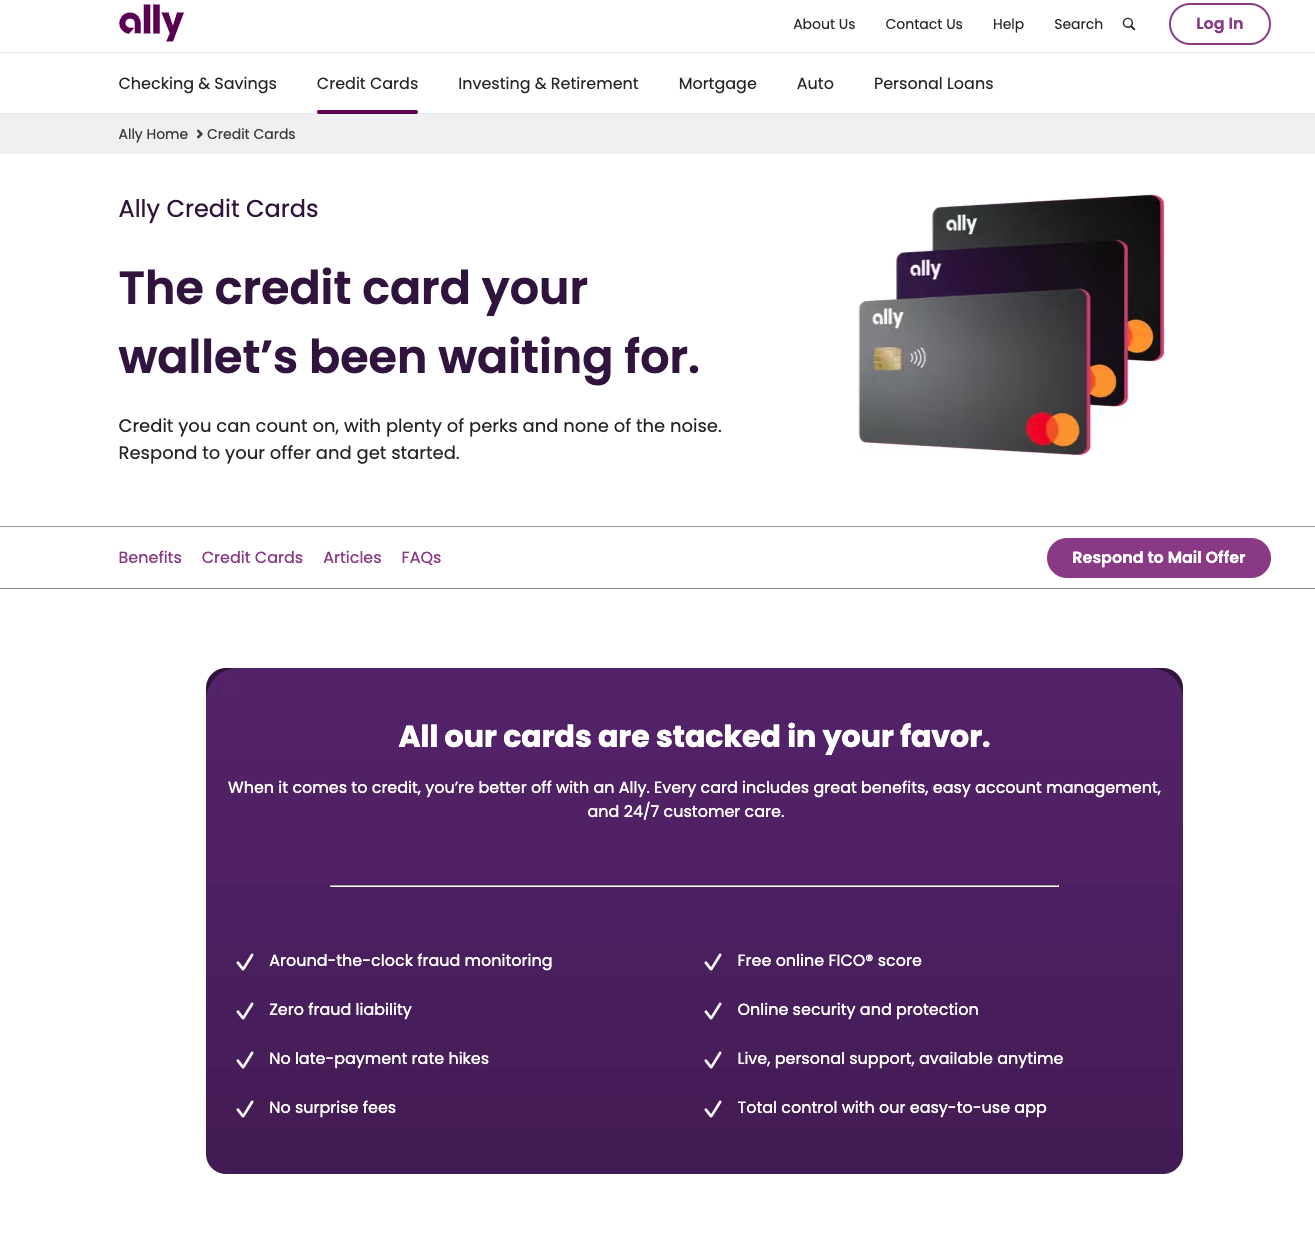 ally
About Us
Contact Us
Help
Search
Log In
Checking & Savings
Credit Cards
Investing & Retirement
Mortgage
Auto
Personal Loans
Ally Home
Credit Cards
Ally Credit Cards
The credit card your
wallet’s been waiting for.
Credit you can count on, with plenty of perks and none of the noise.
Respond to your offer and get started.
ally
ally
ally
Benefits
Credit Cards
Articles
FAQs
Respond to Mail Offer
All our cards are stacked in your favor.
When it comes to credit, you’re better off with an Ally. Every card includes great benefits, easy account management,
and 24/7 customer care.
Around-the-clock fraud monitoring
Zero fraud liability
No late-payment rate hikes
No surprise fees
Free online FICO® score
Online security and protection
Live, personal support, available anytime
Total control with our easy-to-use app